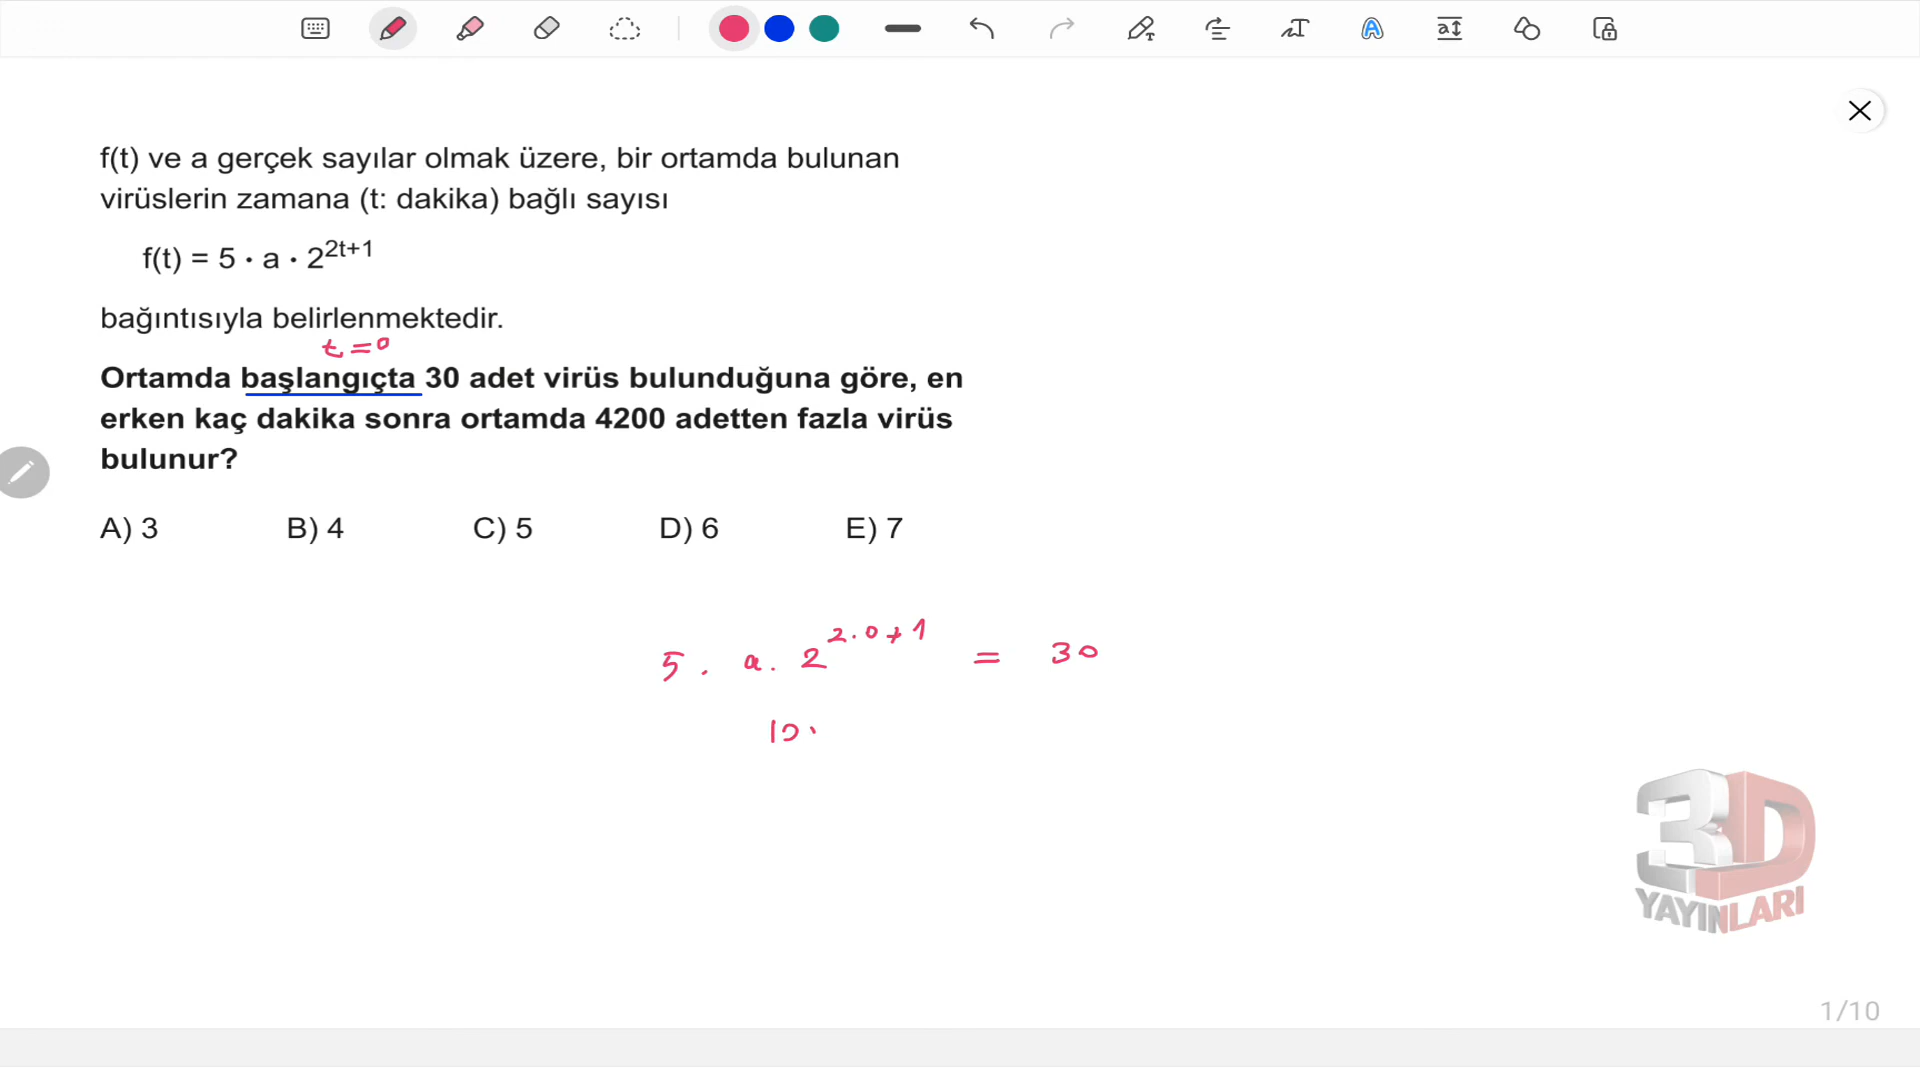 f(t) ve a gerçek sayılar olmak üzere, bir ortamda bulunan
virüslerin zamana (t: dakika) bağlı sayısı
f(t) = 5 · a · 2^{2t+1}
bağıntısıyla belirlenmektedir.
t = 0
Ortamda başlangıçta 30 adet virüs bulunduğuna göre, en
erken kaç dakika sonra ortamda 4200 adetten fazla virüs
bulunur?
A) 3 B) 4 C) 5 D) 6 E) 7
5 . a . 2^{2.0+1} = 30
10 .
3D
YAYINLARI
1/10